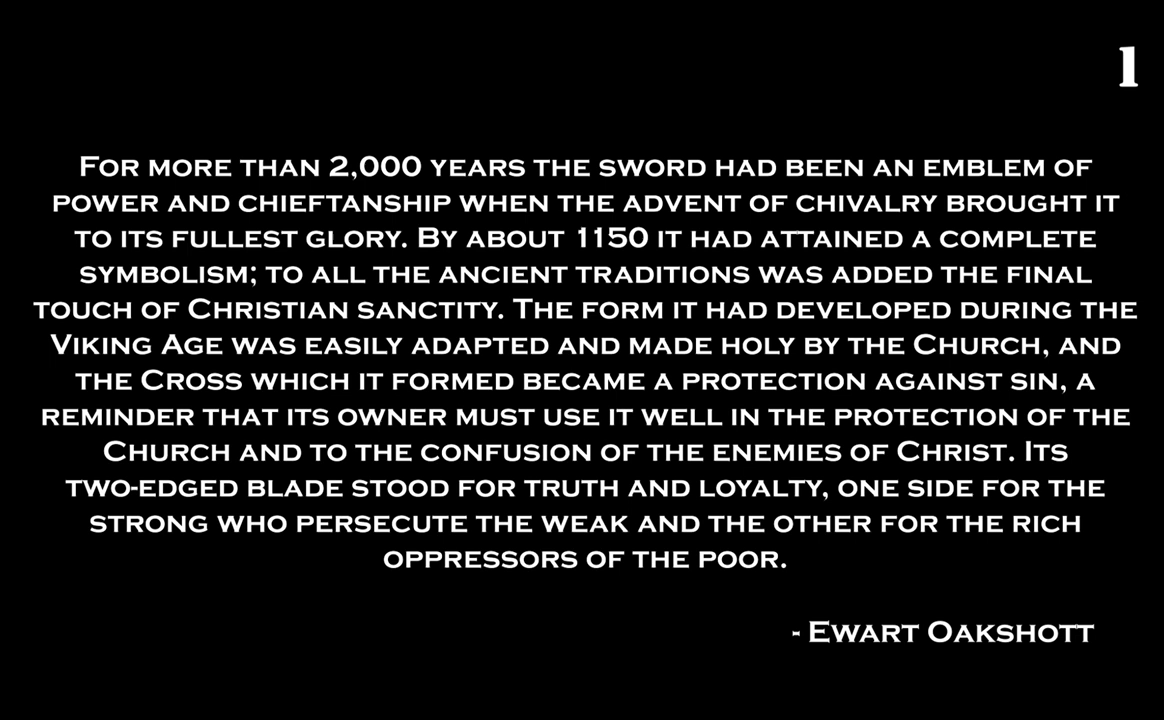 1
For more than 2,000 years the sword had been an emblem of
power and chieftanship when the advent of chivalry brought it
to its fullest glory. By about 1150 it had attained a complete
symbolism; to all the ancient traditions was added the final
touch of Christian sanctity. The form it had developed during the
Viking Age was easily adapted and made holy by the Church, and
the Cross which it formed became a protection against sin, a
reminder that its owner must use it well in the protection of the
Church and to the confusion of the enemies of Christ. Its
two-edged blade stood for truth and loyalty, one side for the
strong who persecute the weak and the other for the rich
oppressors of the poor.
- Ewart Oakshott